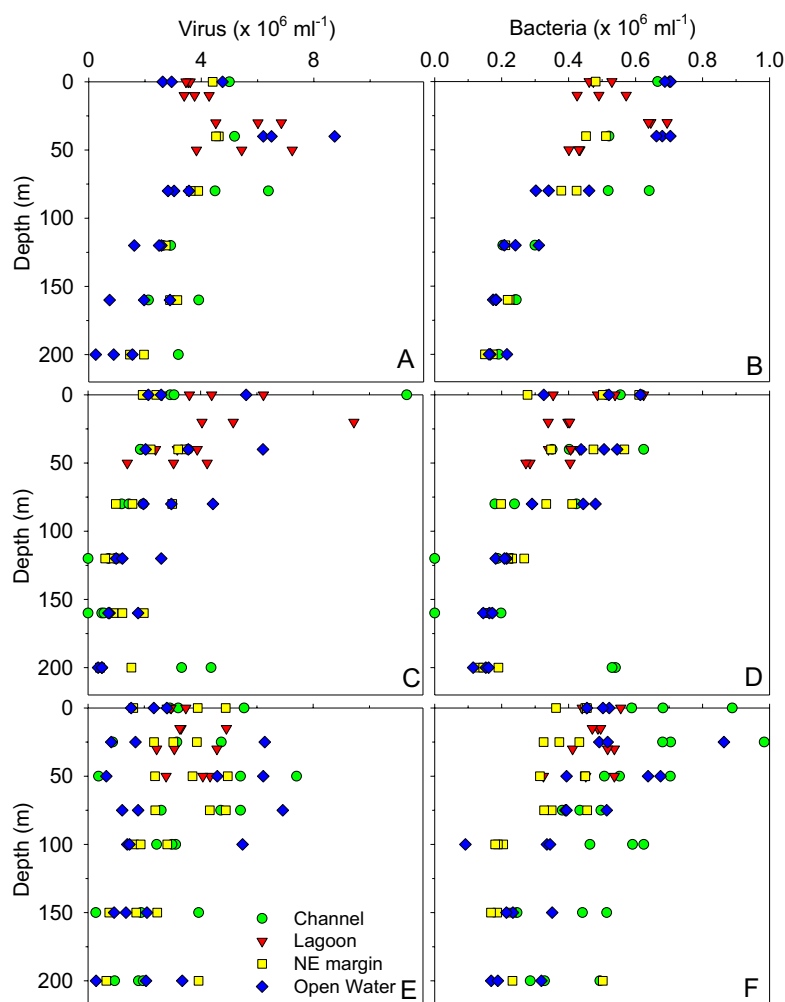 Virus (x 10⁶ ml⁻¹) Bacteria (x 10⁶ ml⁻¹)
0 4 8 0.0 0.2 0.4 0.6 0.8 1.0
0
50
100
150
200
Depth (m)
A B
0
50
100
150
200
Depth (m)
C D
0
50
100
150
200
Depth (m)
Channel
Lagoon
NE margin
Open Water
E F